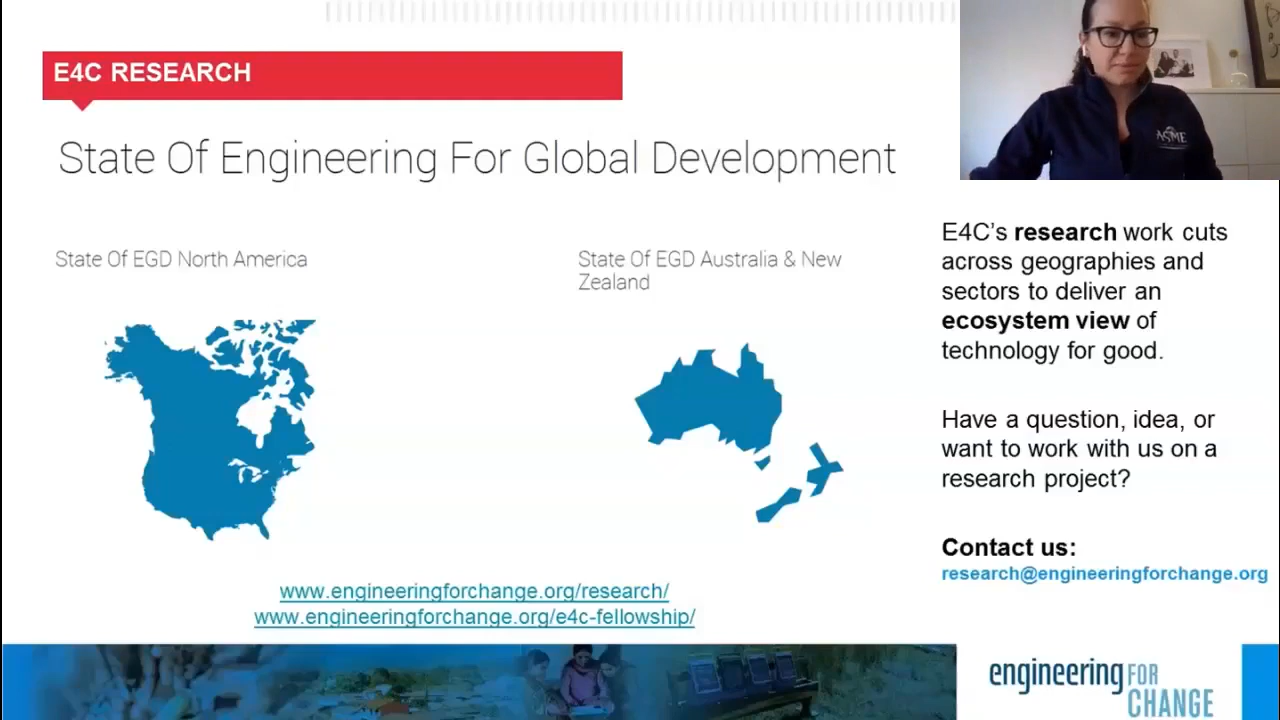 E4C RESEARCH
State Of Engineering For Global Development
State Of EGD North America
State Of EGD Australia & New
Zealand
www.engineeringforchange.org/research/
www.engineeringforchange.org/e4c-fellowship/
ASME
E4C's research work cuts
across geographies and
sectors to deliver an
ecosystem view of
technology for good.
Have a question, idea, or
want to work with us on a
research project?
Contact us:
research@engineeringforchange.org
engineering FOR
CHANGE